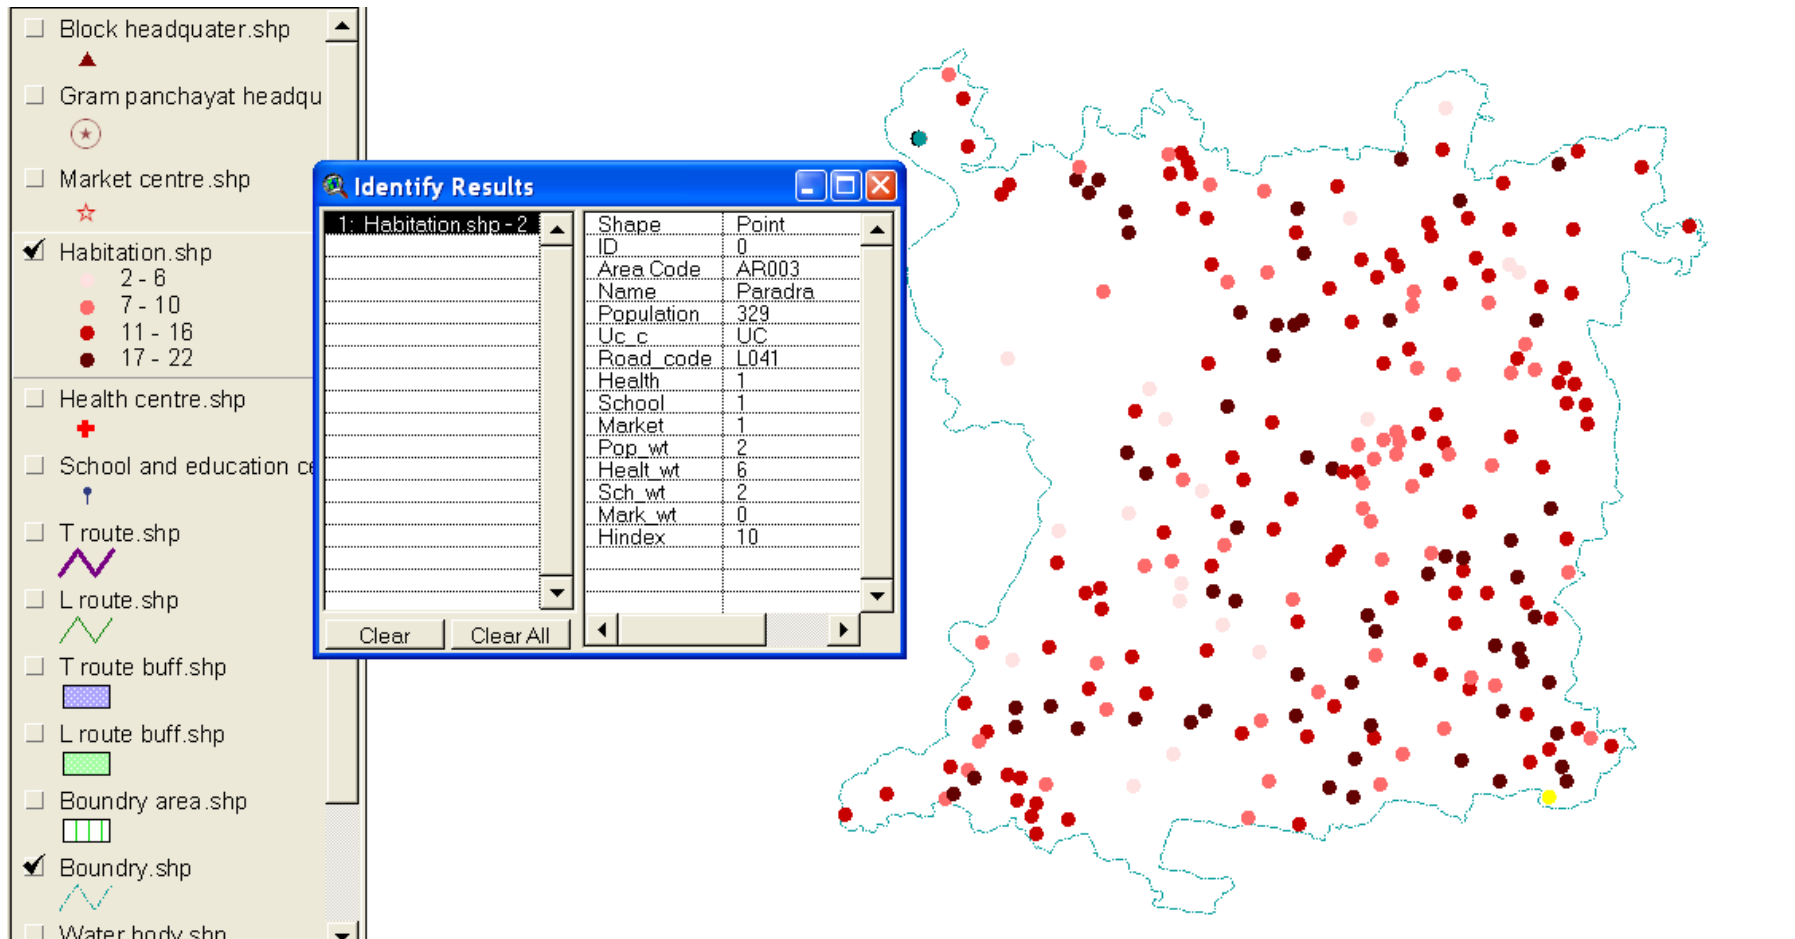 Block headquater.shp
Gram panchayat headqu
Market centre.shp
Habitation.shp
2 - 6
7 - 10
11 - 16
17 - 22
Health centre.shp
School and education ce
T route.shp
L route.shp
T route buff.shp
L route buff.shp
Boundry area.shp
Boundry.shp
Water body.shp
Identify Results
1: Habitation.shp - 2
Shape Point
ID 0
Area Code AR003
Name Paradra
Population 329
Uc_c UC
Road_code L041
Health 1
School 1
Market 1
Pop_wt 2
Healt_wt 6
Sch_wt 2
Mark_wt 0
Hindex 10
Clear Clear All